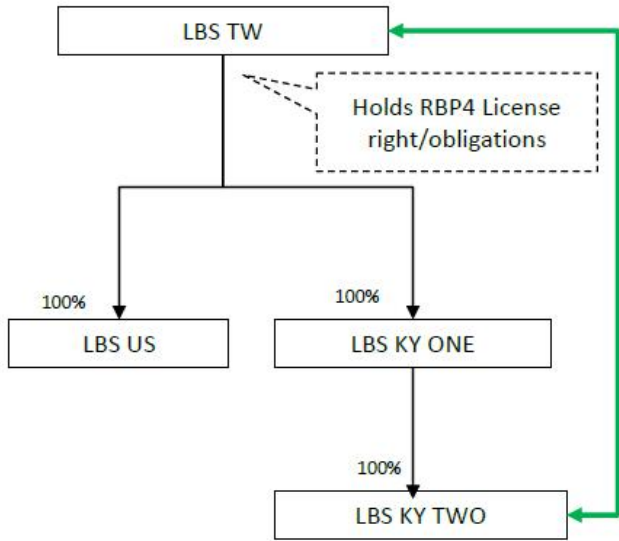 LBS TW
Holds RBP4 License
right/obligations
100%
100%
LBS US
LBS KY ONE
100%
LBS KY TWO